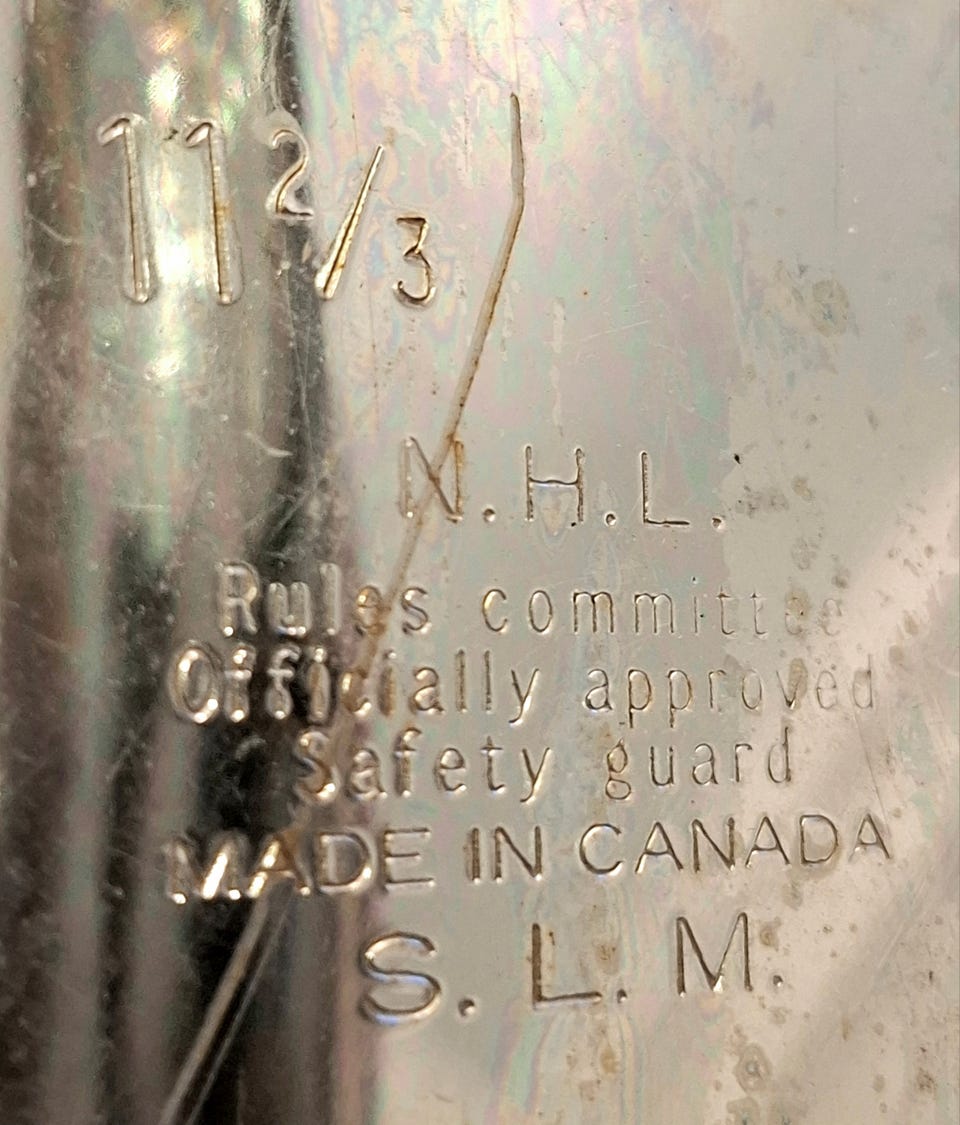 11 2/3
N.H.L.
Rules committee
Officially approved
Safety guard
MADE IN CANADA
S.L.M.